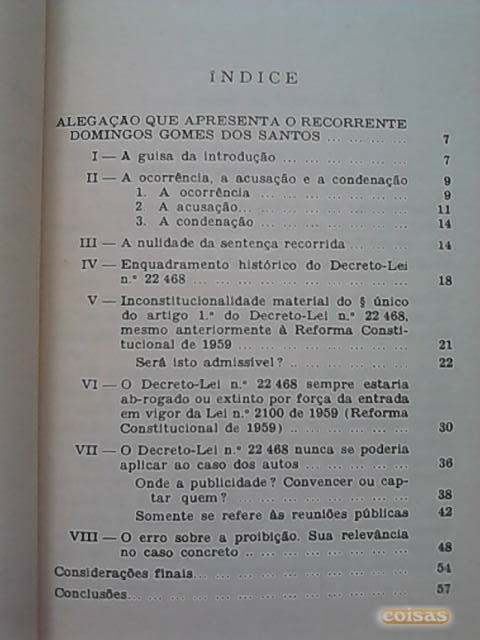 ÍNDICE
ALEGAÇÃO QUE APRESENTA O RECORRENTE
DOMINGOS GOMES DOS SANTOS ... ... ... ... 7
I — A guisa da introdução ... ... ... ... ... ... 7
II — A ocorrência, a acusação e a condenação 9
1. A ocorrência ... ... ... ... ... ... ... 9
2. A acusação... ... ... ... ... ... ... ... 11
3. A condenação ... ... ... ... ... ... ... 14
III — A nulidade da sentença recorrida ... ... ... 14
IV — Enquadramento histórico do Decreto-Lei
n.º 22 468 ... ... ... ... ... ... ... ... ... 18
V — Inconstitucionalidade material do § único
do artigo 1.º do Decreto-Lei n.º 22 468,
mesmo anteriormente à Reforma Consti-
tucional de 1959 ... ... ... ... ... ... ... 21
Será isto admissível? ... ... ... ... ... ... 22
VI — O Decreto-Lei n.º 22 468 sempre estaria
ab-rogado ou extinto por força da entrada
em vigor da Lei n.º 2100 de 1959 (Reforma
Constitucional de 1959) .. ... ... ... ... ... 30
VII — O Decreto-Lei n.º 22 468 nunca se poderia
aplicar ao caso dos autos ... ... ... ... ... 36
Onde a publicidade? Convencer ou cap-
tar quem? ... ... ... ... ... ... ... ... 38
Somente se refere às reuniões públicas 42
VIII — O erro sobre a proibição. Sua relevância
no caso concreto .. ... ... ... ... ... ... ... 48
Considerações finais... ... ... ... ... ... ... ... ... 54
Conclusões... ... ... ... ... ... ... ... ... ... ... ... 57
coisas